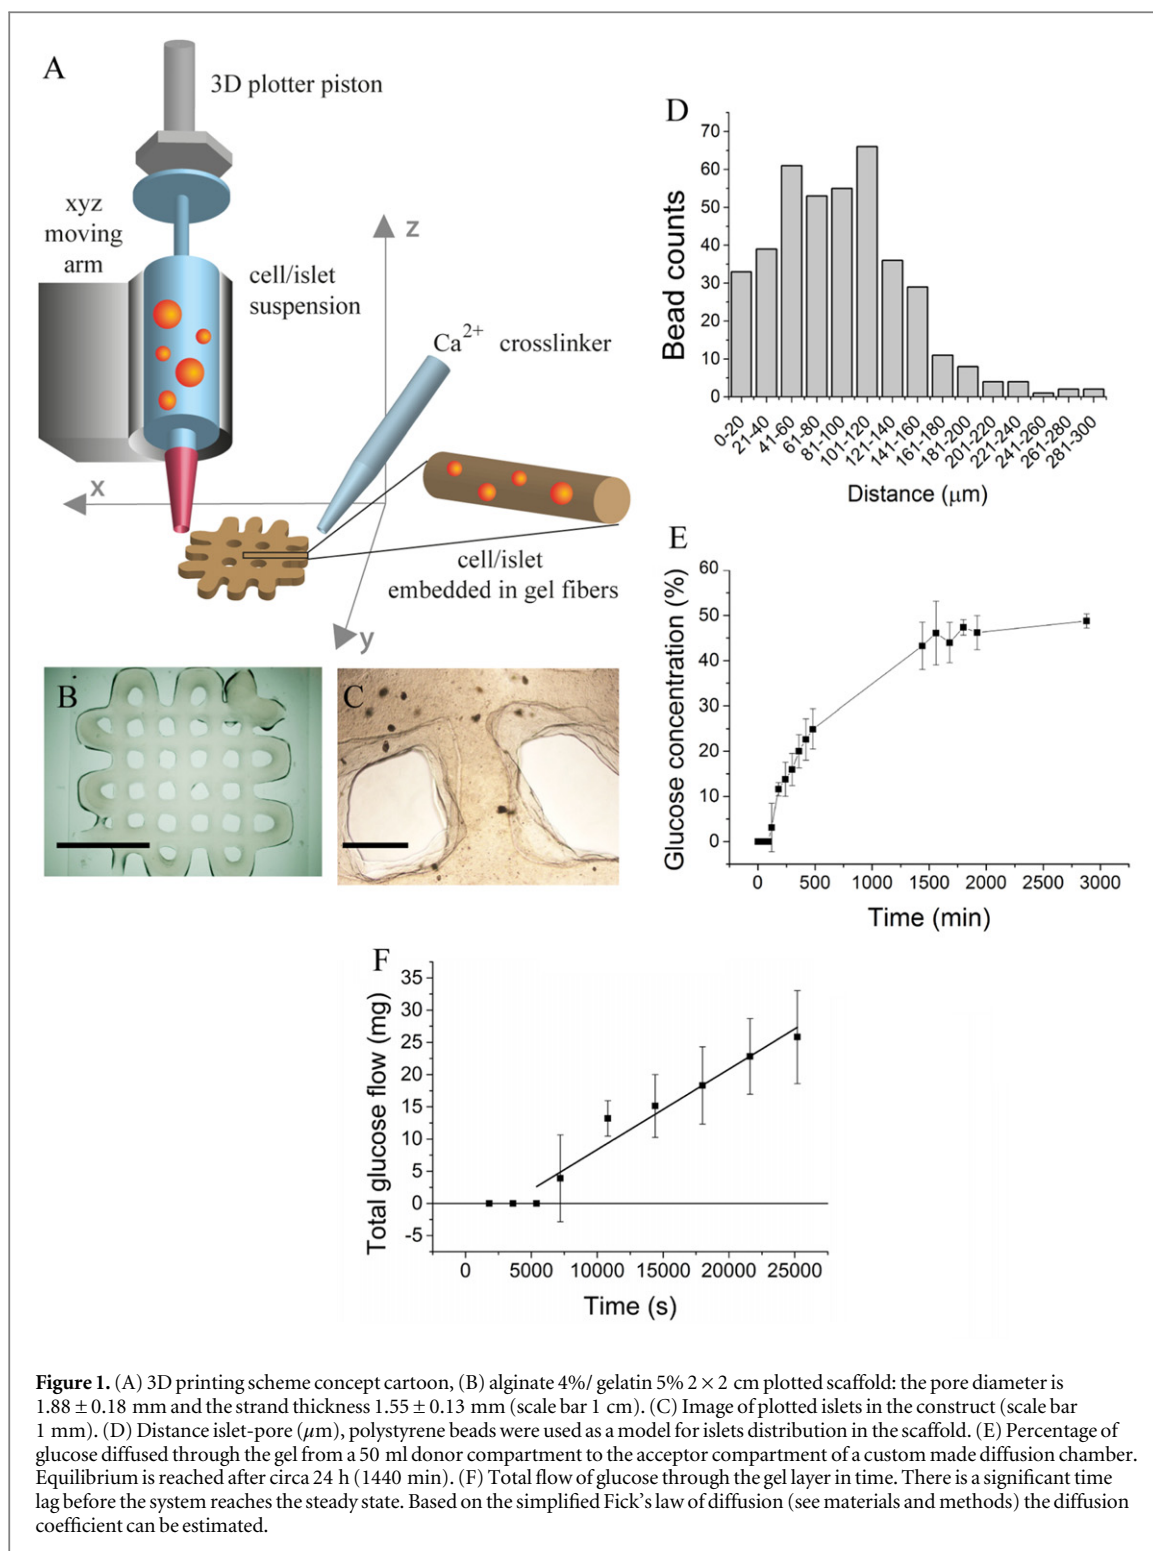 A
3D plotter piston
xyz
moving
arm
cell/islet
suspension
z
Ca2+ crosslinker
x
cell/islet
embedded in gel fibers
y
B
C
D
Bead counts
70
60
50
40
30
20
10
0
0-20
21-40
41-60
61-80
81-100
101-120
121-140
141-160
161-180
181-200
201-220
221-240
241-260
261-280
281-300
Distance (μm)
E
Glucose concentration (%)
60
50
40
30
20
10
0
0 500 1000 1500 2000 2500 3000
Time (min)
F
Total glucose flow (mg)
35
30
25
20
15
10
5
0
-5
0 5000 10000 15000 20000 25000
Time (s)
Figure 1. (A) 3D printing scheme concept cartoon, (B) alginate 4%/ gelatin 5% 2 × 2 cm plotted scaffold: the pore diameter is
1.88 ± 0.18 mm and the strand thickness 1.55 ± 0.13 mm (scale bar 1 cm). (C) Image of plotted islets in the construct (scale bar
1 mm). (D) Distance islet-pore (μm), polystyrene beads were used as a model for islets distribution in the scaffold. (E) Percentage of
glucose diffused through the gel from a 50 ml donor compartment to the acceptor compartment of a custom made diffusion chamber.
Equilibrium is reached after circa 24 h (1440 min). (F) Total flow of glucose through the gel layer in time. There is a significant time
lag before the system reaches the steady state. Based on the simplified Fick's law of diffusion (see materials and methods) the diffusion
coefficient can be estimated.